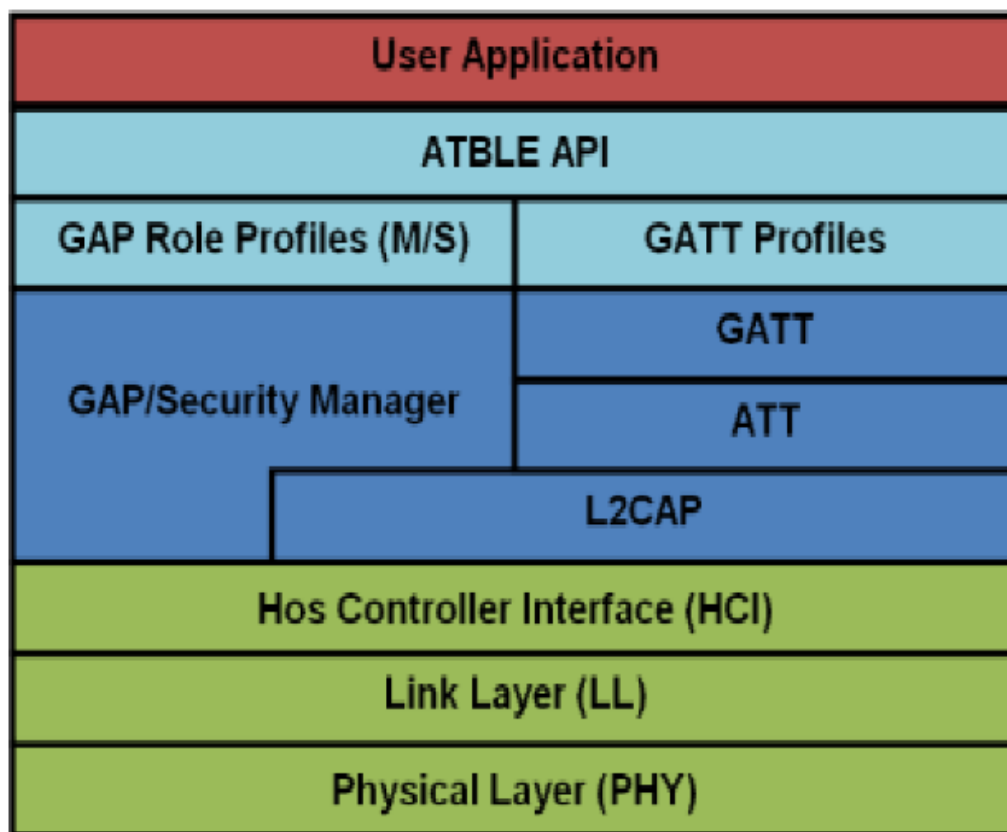 User Application
ATBLE API
GAP Role Profiles (M/S)
GATT Profiles
GATT
GAP/Security Manager
ATT
L2CAP
Hos Controller Interface (HCI)
Link Layer (LL)
Physical Layer (PHY)